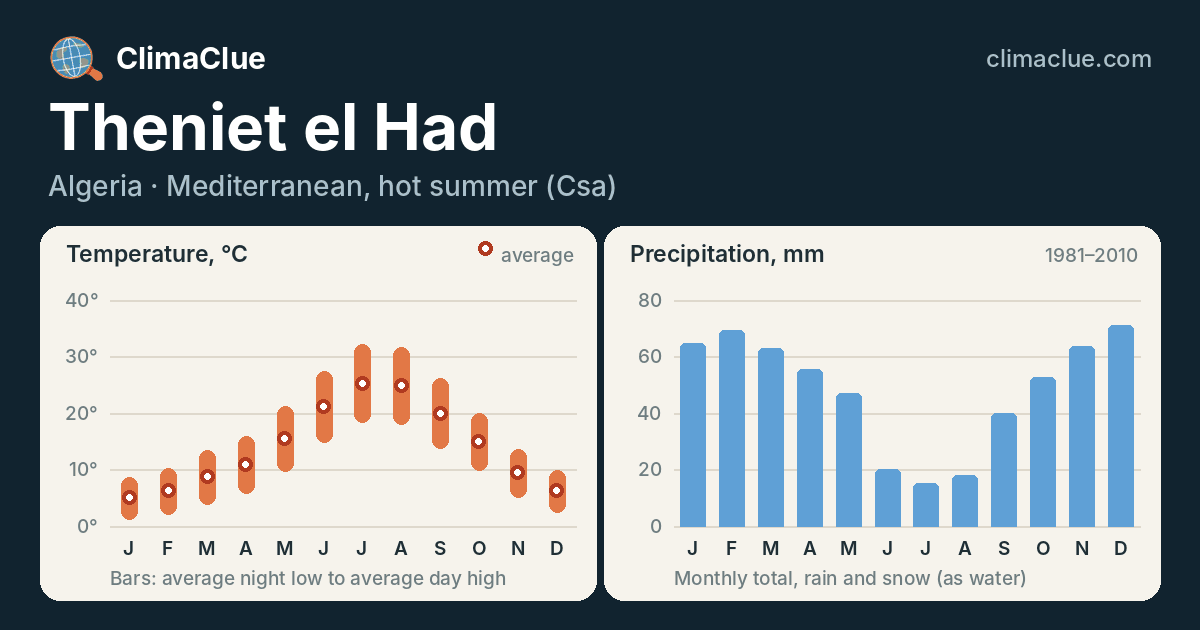 ClimaClue
climaclue.com
Theniet el Had
Algeria · Mediterranean, hot summer (Csa)
Temperature, °C
average
40°
30°
20°
10°
0°
J F M A M J J A S O N D
Bars: average night low to average day high
Precipitation, mm
1981–2010
80
60
40
20
0
J F M A M J J A S O N D
Monthly total, rain and snow (as water)